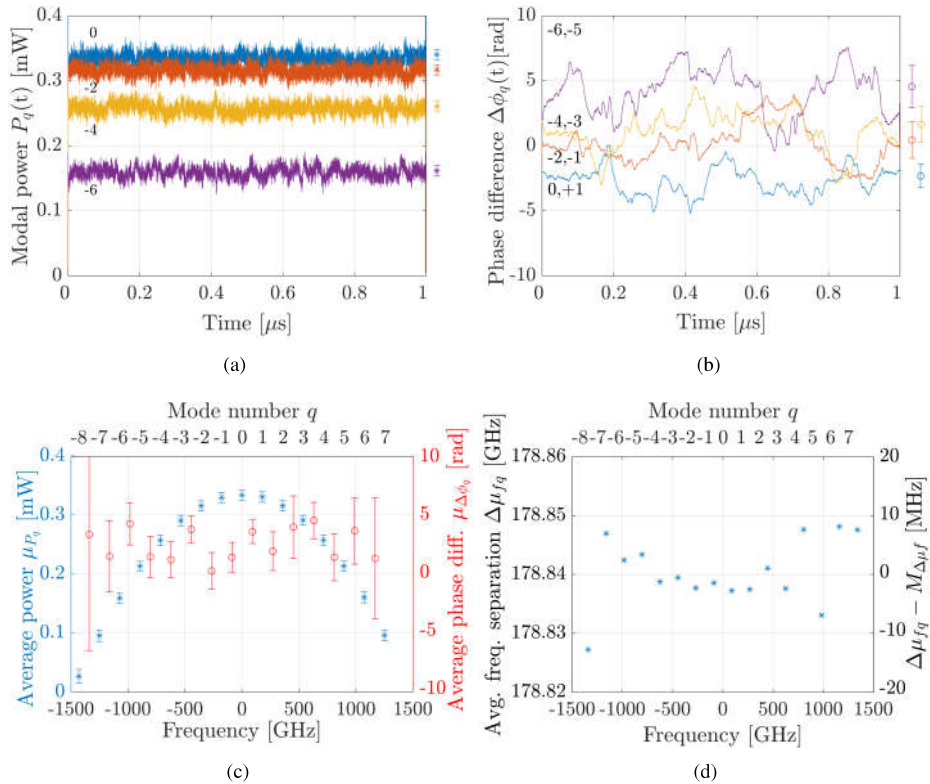 0.4
0.3
0.2
0.1
0
Modal power P_q(t) [mW]
0
-2
-4
-6
0 0.2 0.4 0.6 0.8 1
Time [μs]
(a)
10
5
0
-5
-10
Phase difference Δϕ_q(t)[rad]
-6,-5
-4,-3
-2,-1
0,+1
0 0.2 0.4 0.6 0.8 1
Time [μs]
(b)
Mode number q
-8 -7 -6 -5 -4 -3 -2 -1 0 1 2 3 4 5 6 7
0.4
0.3
0.2
0.1
0
Average power μ_{P_q} [mW]
10
5
0
-5
-10
Average phase diff. μ_{Δϕ_q} [rad]
-1500 -1000 -500 0 500 1000 1500
Frequency [GHz]
(c)
Mode number q
-8 -7 -6 -5 -4 -3 -2 -1 0 1 2 3 4 5 6 7
178.86
178.85
178.84
178.83
178.82
Avg. freq. separation Δμ_{fq} [GHz]
20
10
0
-10
-20
Δμ_{fq} − M_{Δμf} [MHz]
-1500 -1000 -500 0 500 1000 1500
Frequency [GHz]
(d)